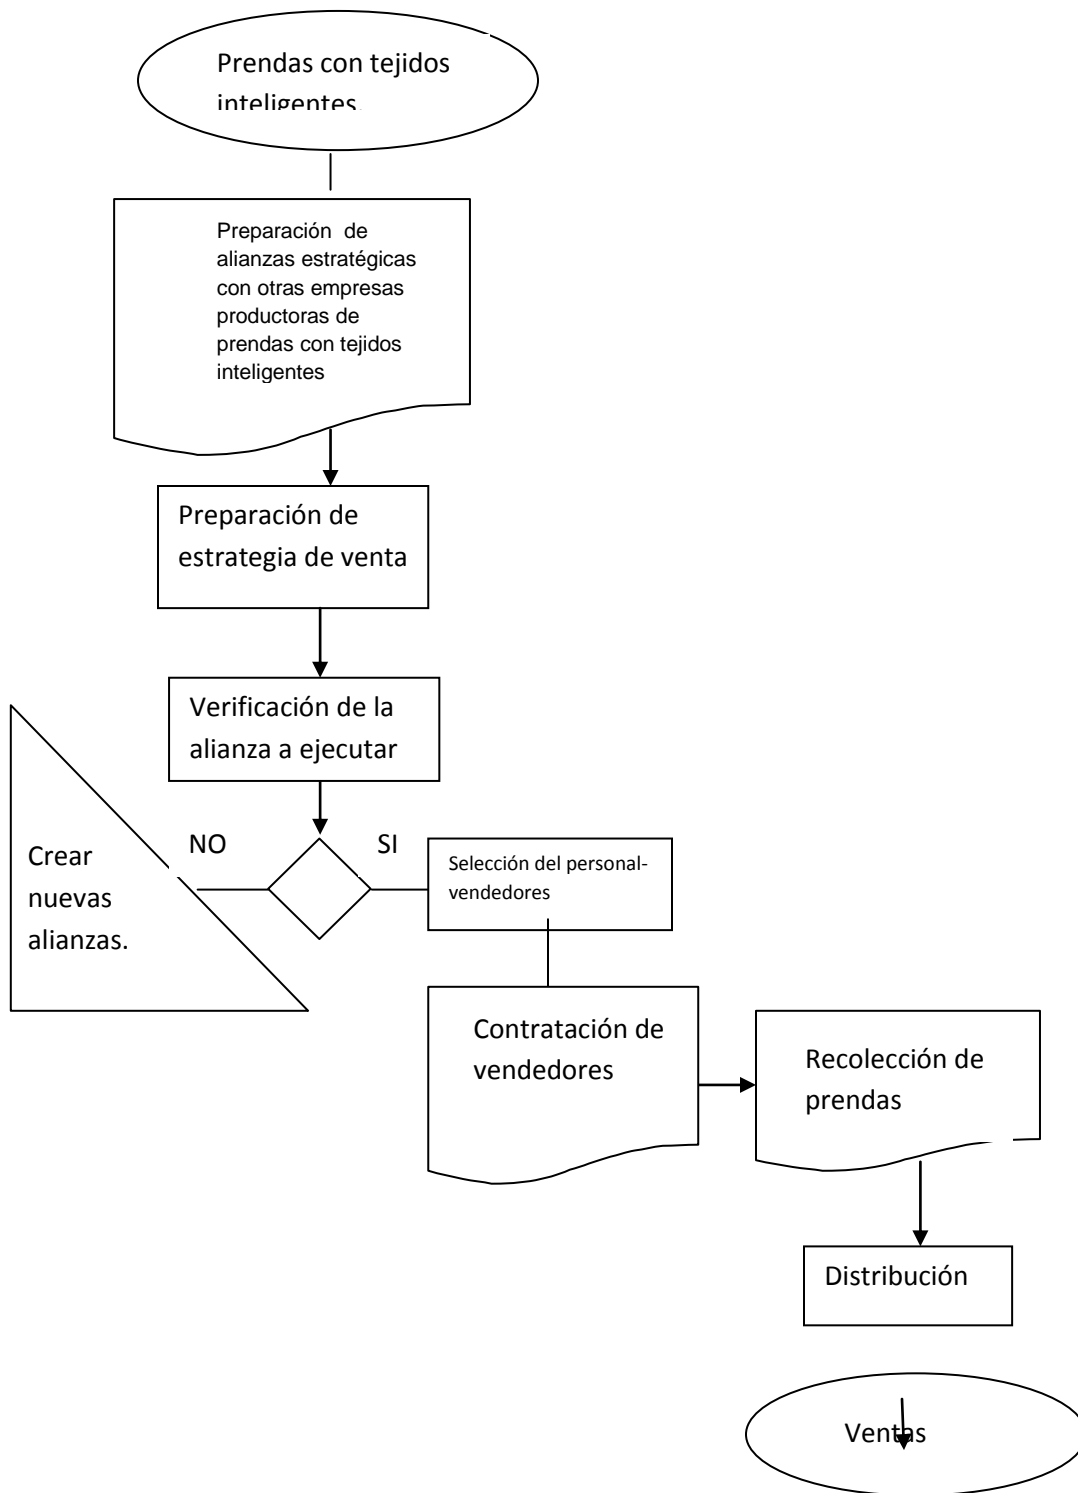 Prendas con tejidos
inteligentes.
Preparación de
alianzas estratégicas
con otras empresas
productoras de
prendas con tejidos
inteligentes
Preparación de
estrategia de venta
Verificación de la
alianza a ejecutar
NO
SI
Crear
nuevas
alianzas.
Selección del personal-
vendedores
Contratación de
vendedores
Recolección de
prendas
Distribución
Ventas